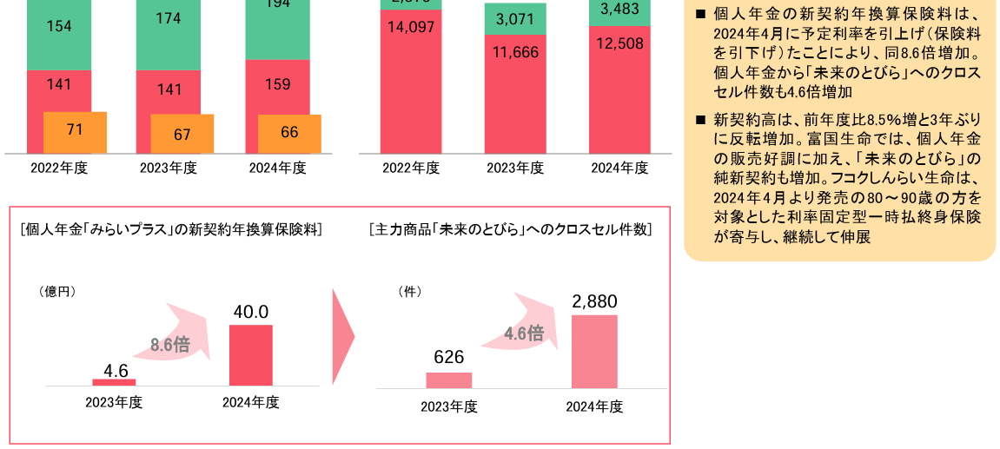 154
174
194
141
141
159
71
67
66
2022年度
2023年度
2024年度
3,071
3,483
14,097
11,666
12,508
2022年度
2023年度
2024年度
■ 個人年金の新契約年換算保険料は、
2024年4月に予定利率を引上げ（保険料
を引下げ）たことにより、同8.6倍増加。
個人年金から「未来のとびら」へのクロス
セル件数も4.6倍増加
■ 新契約高は、前年度比8.5%増と3年ぶり
に反転増加。富国生命では、個人年金
の販売好調に加え、「未来のとびら」の
純新契約も増加。フコクしんらい生命は、
2024年4月より発売の80～90歳の方を
対象とした利率固定型一時払終身保険
が寄与し、継続して伸展
［個人年金「みらいプラス」の新契約年換算保険料］
（億円）
8.6倍
4.6
40.0
2023年度
2024年度
［主力商品「未来のとびら」へのクロスセル件数］
（件）
4.6倍
626
2,880
2023年度
2024年度